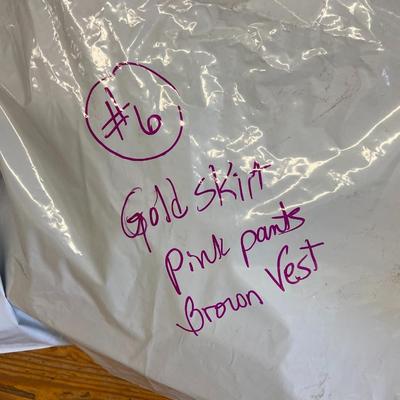 #6
Gold Skirt
Pink pants
Brown Vest